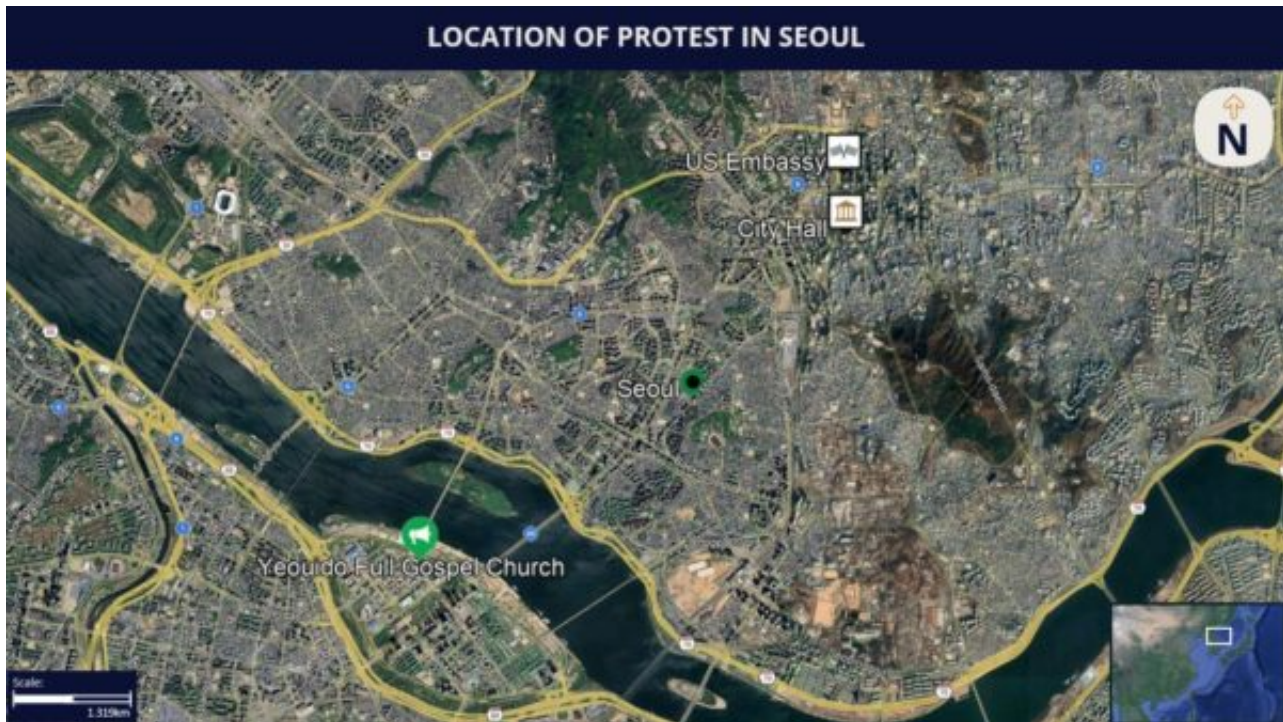 LOCATION OF PROTEST IN SEOUL
N
US Embassy
City Hall
Seoul
Yeouido Full Gospel Church
Scale:
1.319km